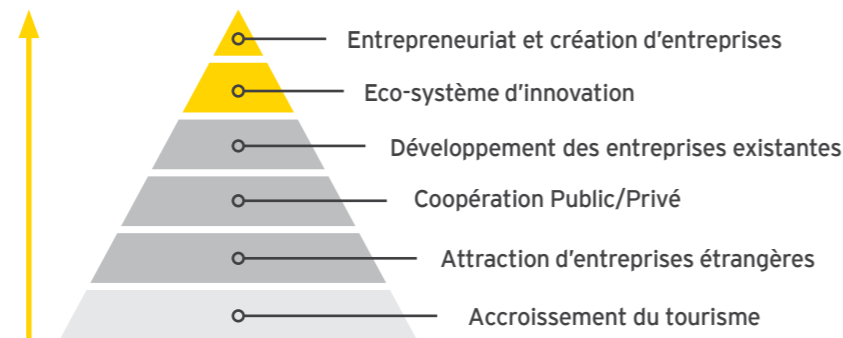 Entrepreneuriat et création d’entreprises
Eco-système d’innovation
Développement des entreprises existantes
Coopération Public/Privé
Attraction d’entreprises étrangères
Accroissement du tourisme